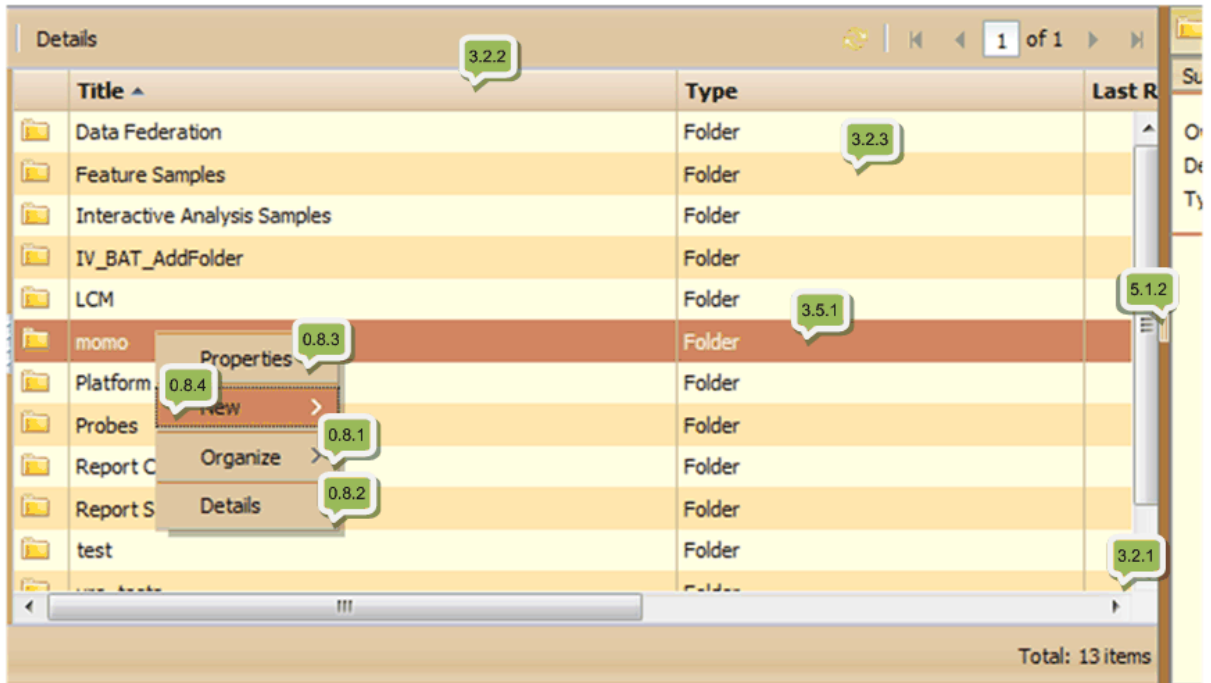 Details 1 of 1
3.2.2
Su
Title Type Last R
Data Federation Folder
3.2.3
Feature Samples Folder
Interactive Analysis Samples Folder
IV_BAT_AddFolder Folder
LCM Folder
5.1.2
3.5.1
momo Folder
0.8.3
Properties
Platform Folder
0.8.4
New
Probes Folder
0.8.1
Organize
Report C Folder
0.8.2
Details
Report S Folder
test Folder
3.2.1
Folder
Total: 13 items